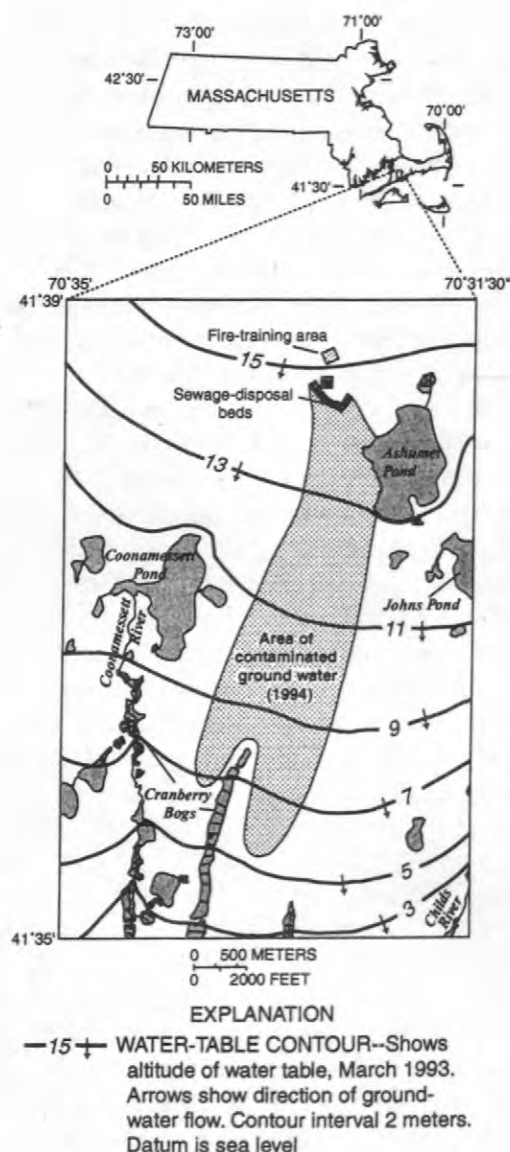 73°00'
71°00'
42°30'
MASSACHUSETTS
70°00'
0 50 KILOMETERS
0 50 MILES
41°30'
70°35'
70°31'30"
41°39'
Fire-training area
15
Sewage-disposal
beds
Ashumet
Pond
13
Coonamessett
Pond
Johns Pond
Coonamessett
River
11
Area of
contaminated
ground water
(1994)
9
7
Cranberry
Bogs
5
3
Childs
River
41°35'
0 500 METERS
0 2000 FEET
EXPLANATION
15 WATER-TABLE CONTOUR--Shows
altitude of water table, March 1993.
Arrows show direction of ground-
water flow. Contour interval 2 meters.
Datum is sea level